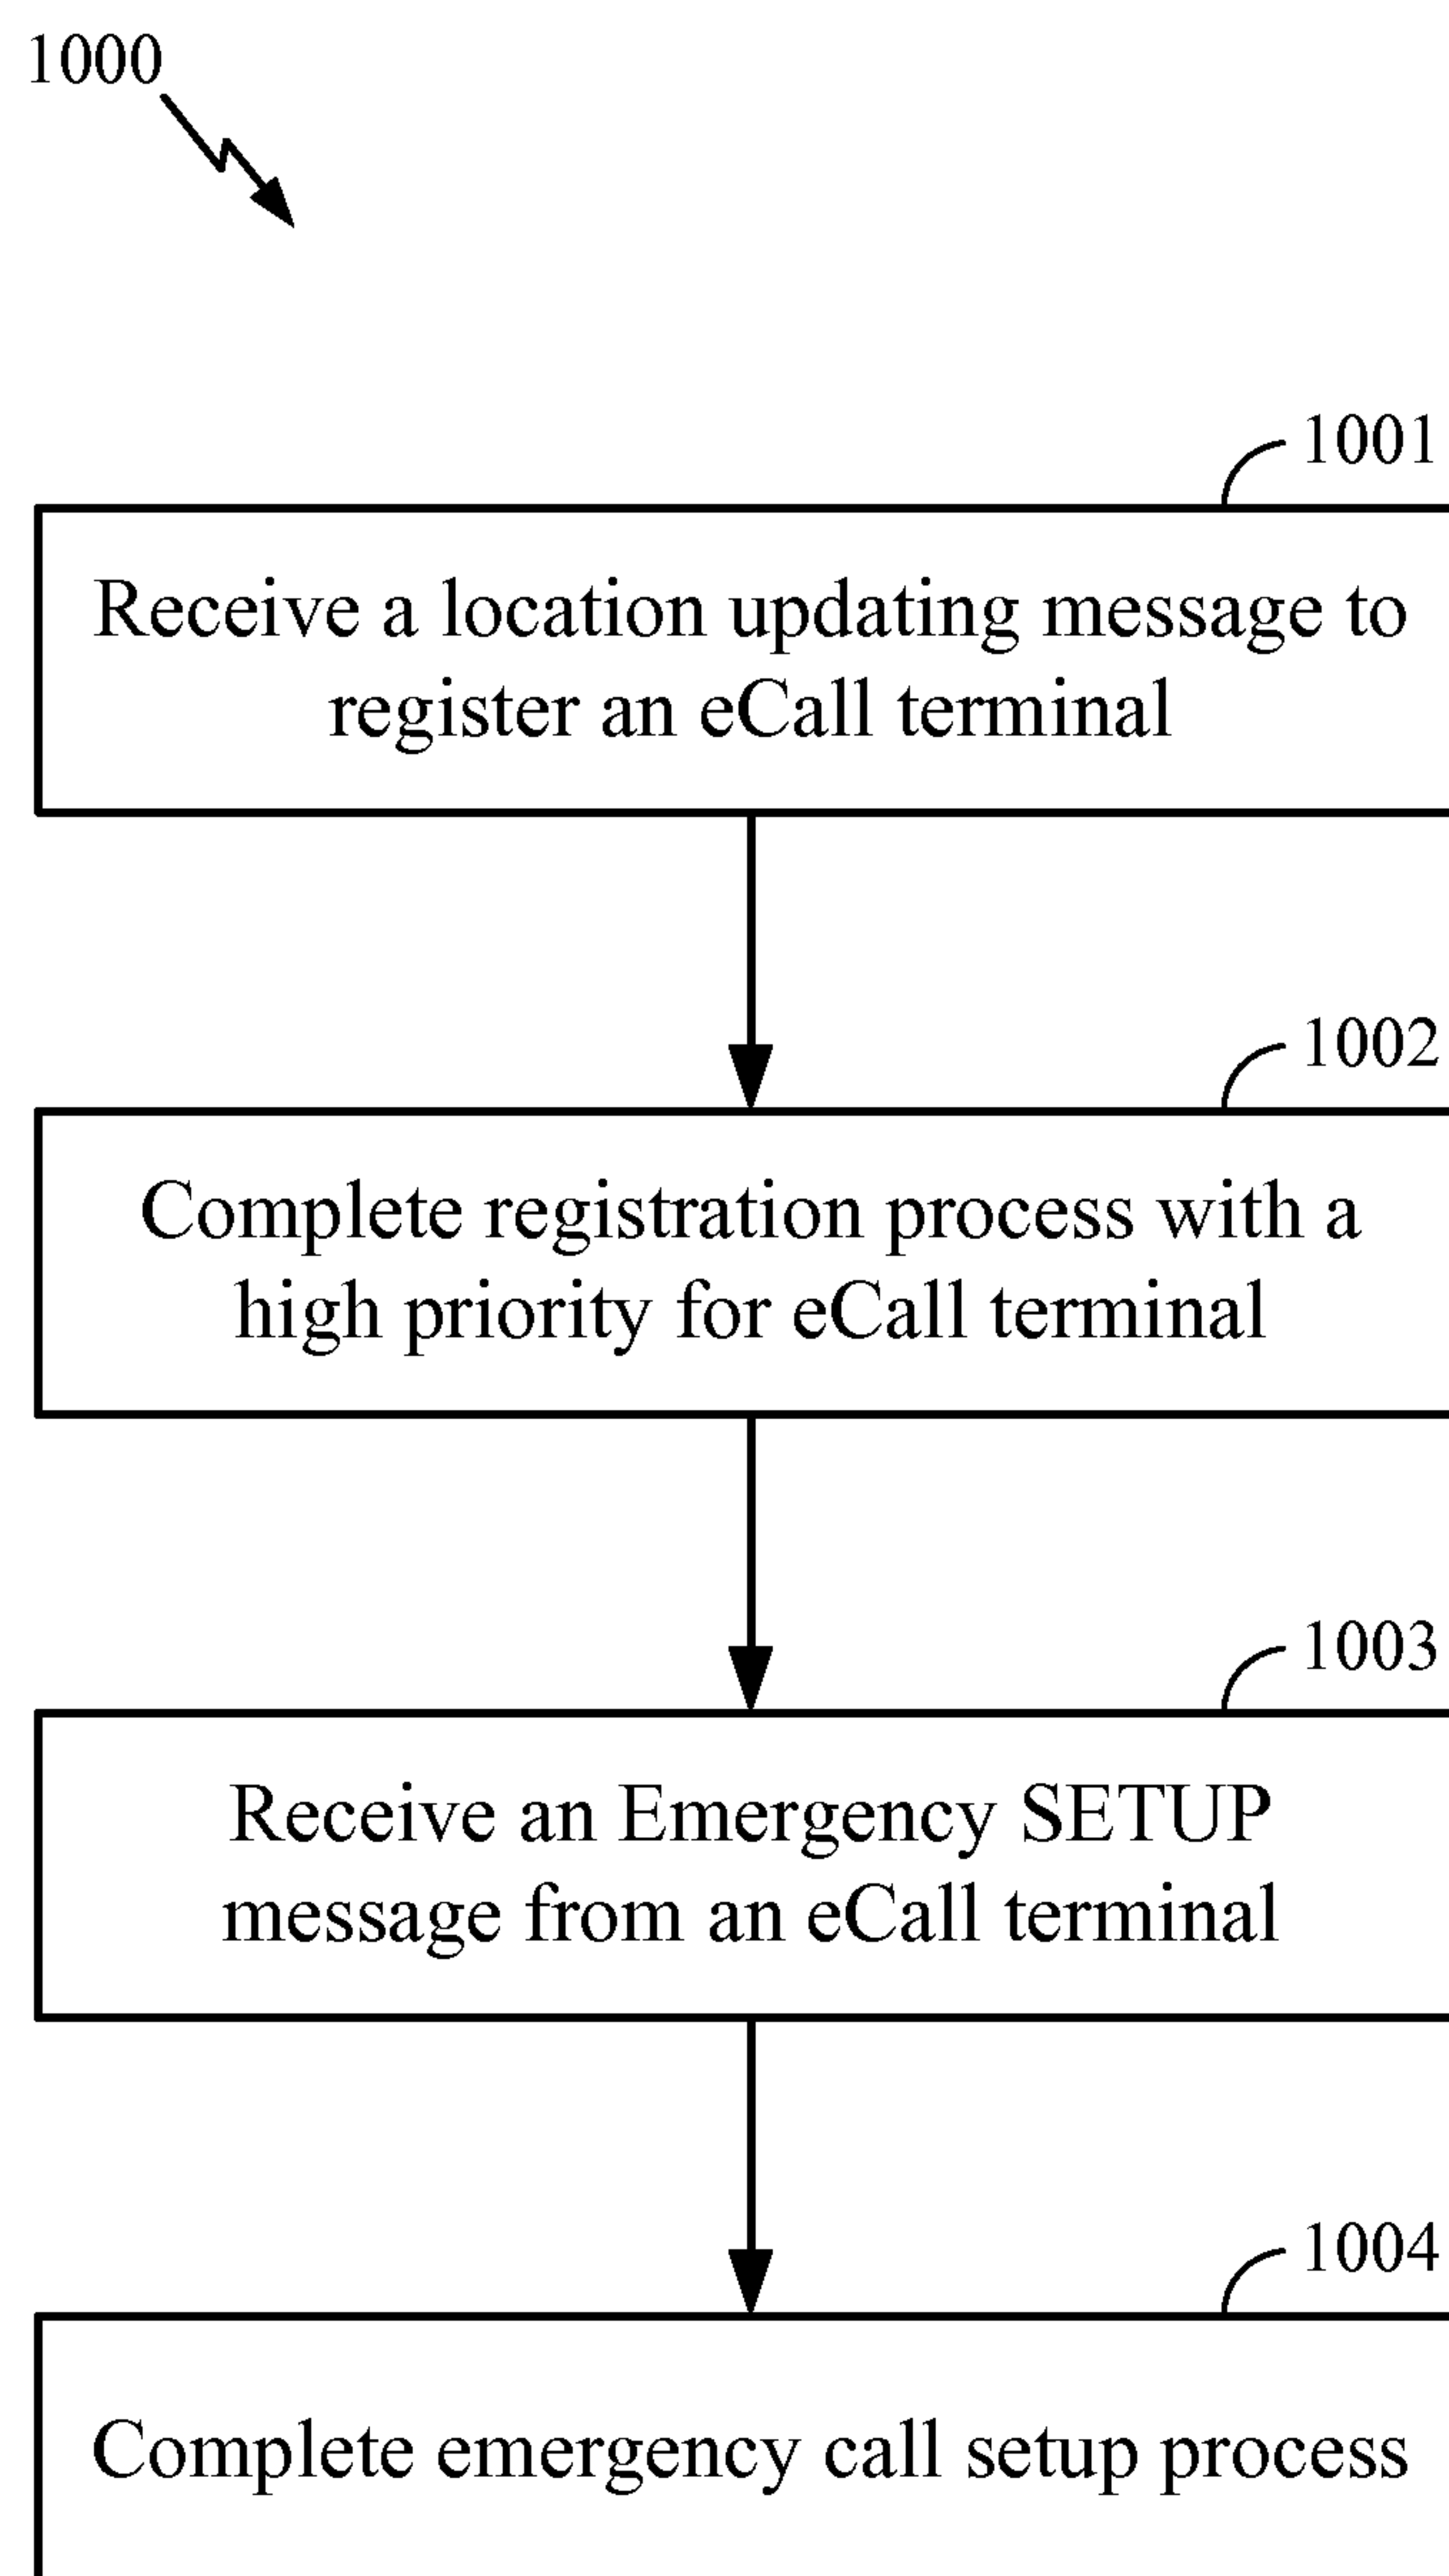 1000
1001
Receive a location updating message to
register an eCall terminal
1002
Complete registration process with a
high priority for eCall terminal
1003
Receive an Emergency SETUP
message from an eCall terminal
1004
Complete emergency call setup process